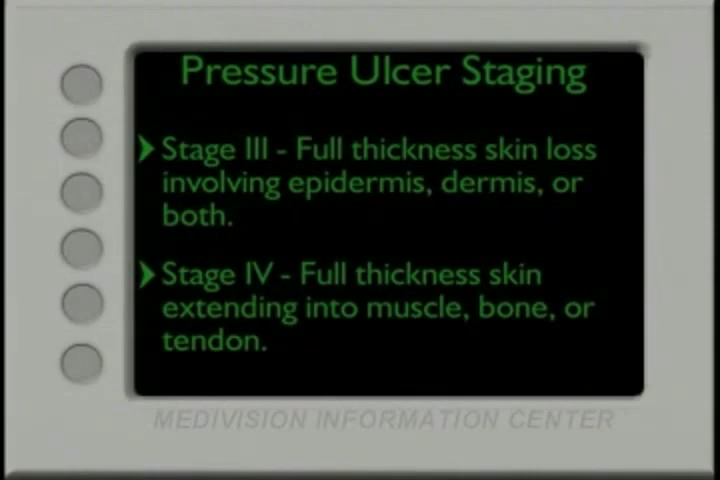 Pressure Ulcer Staging
Stage III - Full thickness skin loss
involving epidermis, dermis, or
both.
Stage IV - Full thickness skin
extending into muscle, bone, or
tendon.
MEDIVISION INFORMATION CENTER